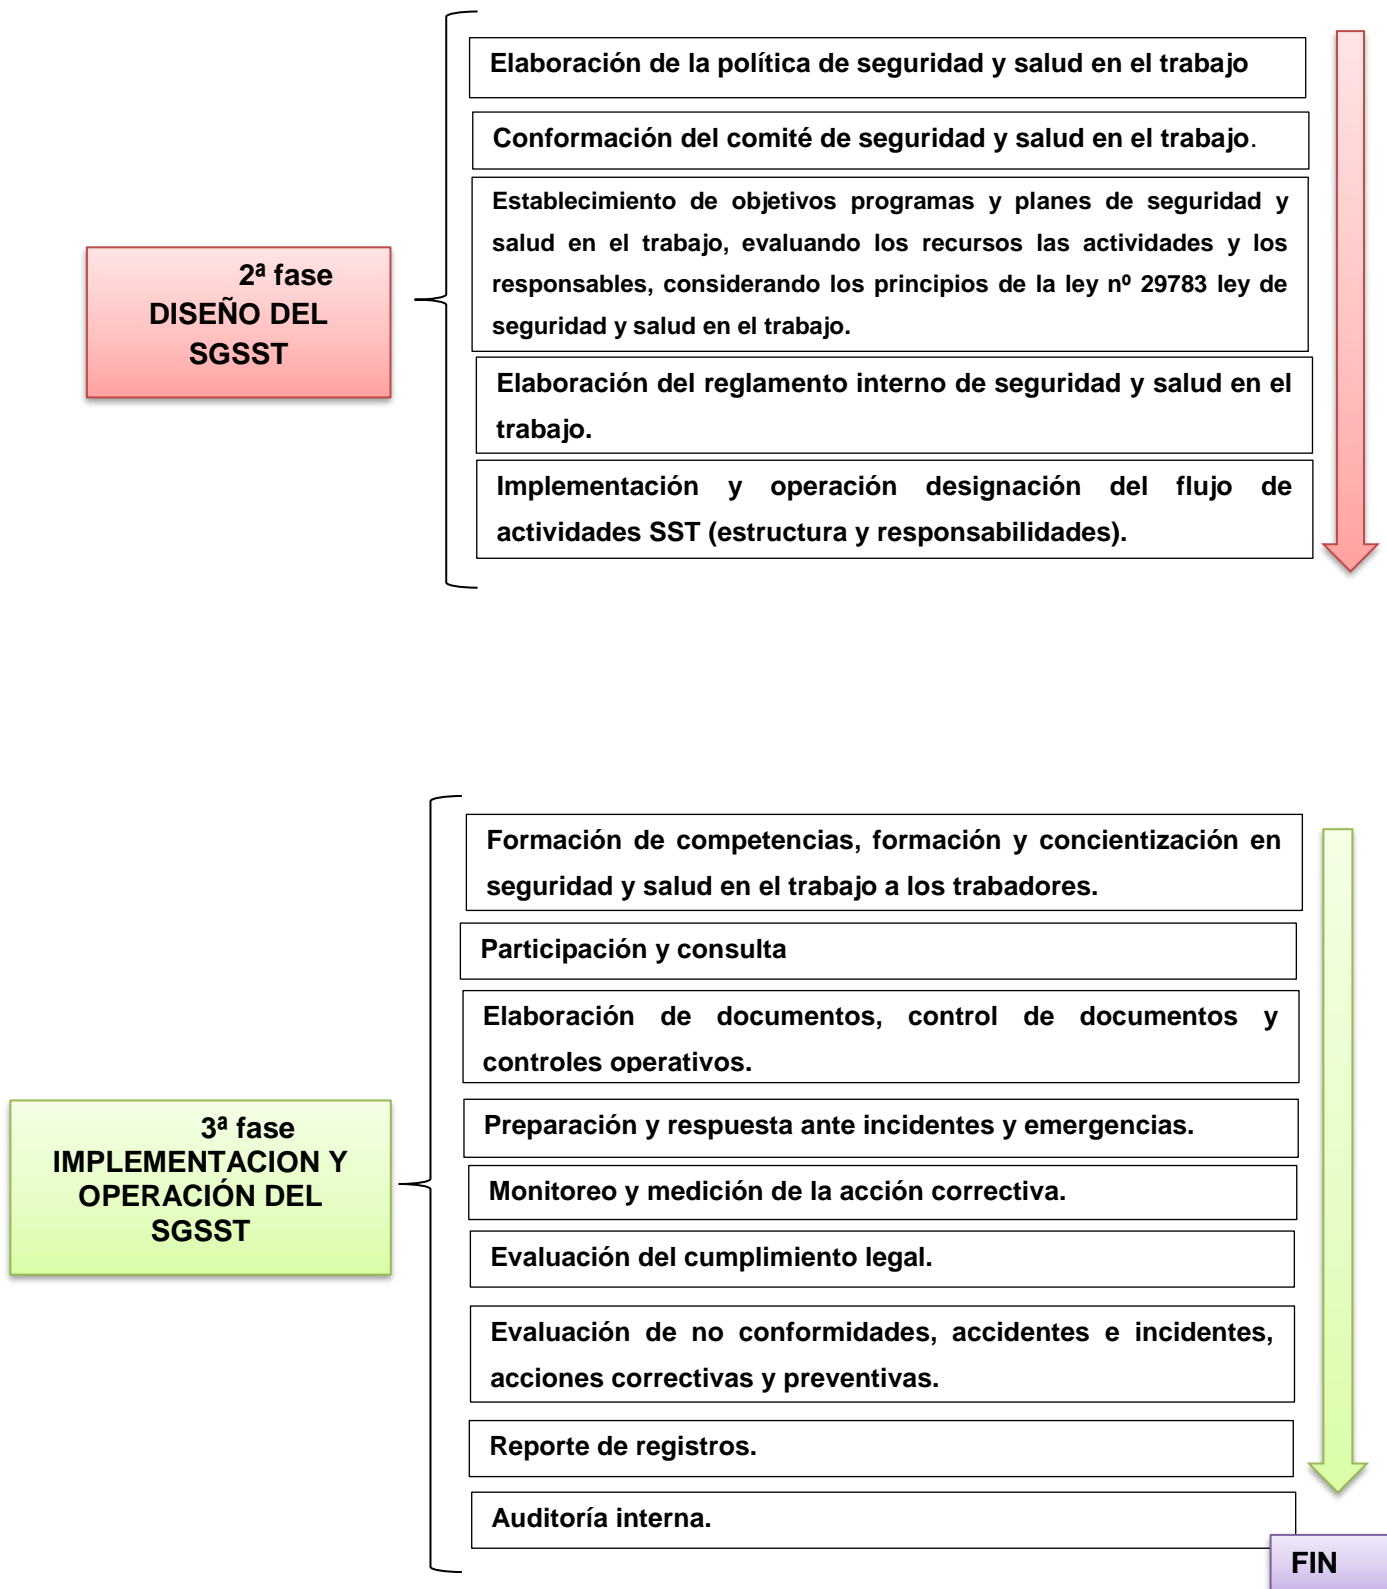 Elaboración de la política de seguridad y salud en el trabajo
Conformación del comité de seguridad y salud en el trabajo.
Establecimiento de objetivos programas y planes de seguridad y
salud en el trabajo, evaluando los recursos las actividades y los
responsables, considerando los principios de la ley nº 29783 ley de
seguridad y salud en el trabajo.
2ª fase
DISEÑO DEL
SGSST
Elaboración del reglamento interno de seguridad y salud en el
trabajo.
Implementación y operación designación del flujo de
actividades SST (estructura y responsabilidades).
Formación de competencias, formación y concientización en
seguridad y salud en el trabajo a los trabadores.
Participación y consulta
Elaboración de documentos, control de documentos y
controles operativos.
3ª fase
IMPLEMENTACION Y
OPERACIÓN DEL
SGSST
Preparación y respuesta ante incidentes y emergencias.
Monitoreo y medición de la acción correctiva.
Evaluación del cumplimiento legal.
Evaluación de no conformidades, accidentes e incidentes,
acciones correctivas y preventivas.
Reporte de registros.
Auditoría interna.
FIN